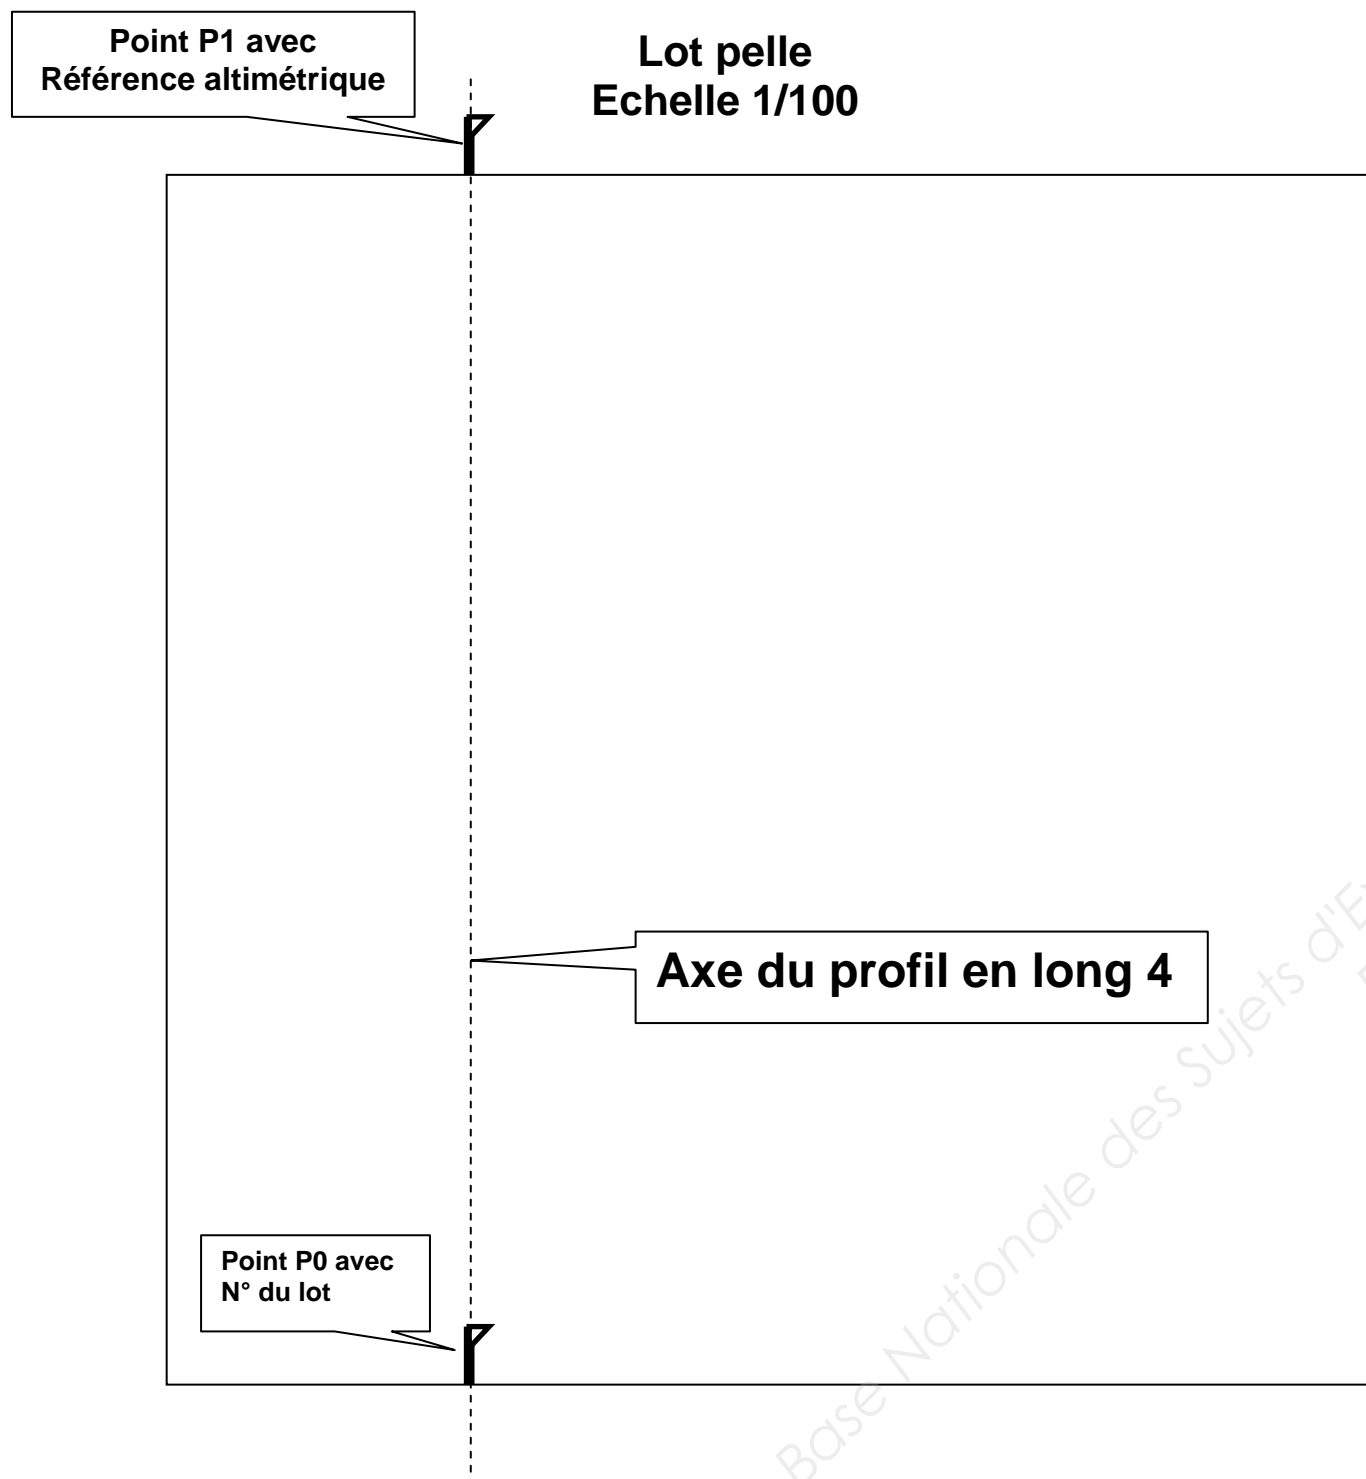 Point P1 avec
Référence altimétrique
Lot pelle
Echelle 1/100
Axe du profil en long 4
Point P0 avec
N° du lot
Base Nationale des Sujets d'E